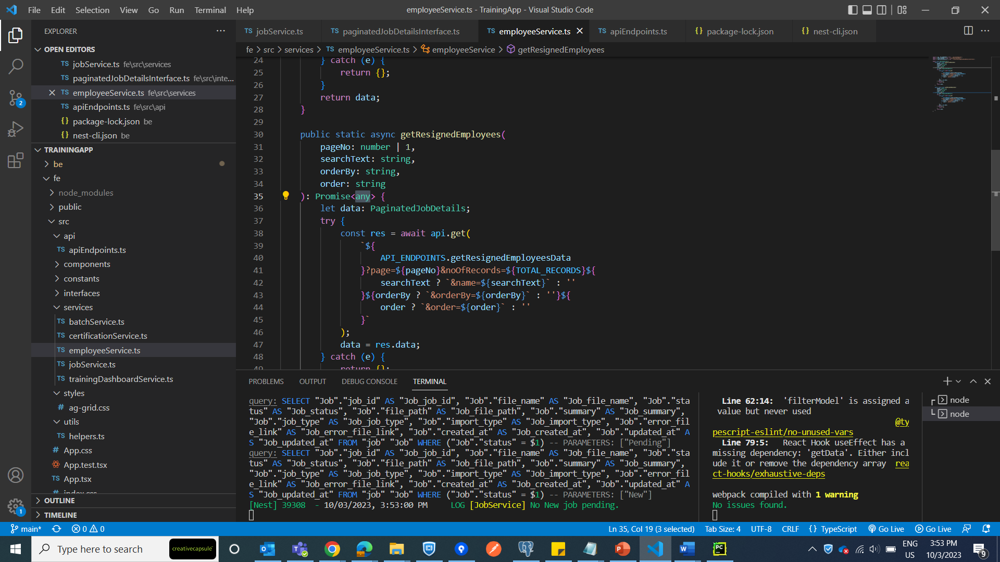 File Edit Selection View Go Run Terminal Help
employeeService.ts - TrainingApp - Visual Studio Code
EXPLORER
OPEN EDITORS
TS jobService.ts fe\src\services
TS paginatedJobDetailsInterface.ts fe\src\inte...
TS employeeService.ts fe\src\services
TS apiEndpoints.ts fe\src\api
{} package-lock.json be
{} nest-cli.json be
TRAININGAPP
be
fe
node_modules
public
src
api
TS apiEndpoints.ts
components
constants
interfaces
services
TS batchService.ts
TS certificationService.ts
TS employeeService.ts
TS jobService.ts
TS trainingDashboardService.ts
styles
# ag-grid.css
utils
TS helpers.ts
# App.css
App.test.tsx
TS App.tsx
# index.css
OUTLINE
TIMELINE
2
1
TS jobService.ts TS paginatedJobDetailsInterface.ts TS employeeService.ts TS apiEndpoints.ts {} package-lock.json {} nest-cli.json
fe > src > services > TS employeeService.ts > employeeService > getResignedEmployees
24 } catch (e) {
25 return {};
26 }
27 return data;
28 }
29
30 public static async getResignedEmployees(
31 pageNo: number | 1,
32 searchText: string,
33 orderBy: string,
34 order: string
35 ): Promise<any> {
36 let data: PaginatedJobDetails;
37 try {
38 const res = await api.get(
39 `${
40 API_ENDPOINTS.getResignedEmployeesData
41 }?page=${pageNo}&noOfRecords=${TOTAL_RECORDS}${
42 searchText ? `&name=${searchText}` : ''
43 }${orderBy ? `&orderBy=${orderBy}` : ''}${
44 order ? `&order=${order}` : ''
45 }`
46 );
47 data = res.data;
48 } catch (e) {
49 return {};
PROBLEMS OUTPUT DEBUG CONSOLE TERMINAL
query: SELECT "Job"."job_id" AS "Job_job_id", "Job"."file_name" AS "Job_file_name", "Job"."sta
tus" AS "Job_status", "Job"."file_path" AS "Job_file_path", "Job"."summary" AS "Job_summary",
"Job"."job_type" AS "Job_job_type", "Job"."import_type" AS "Job_import_type", "Job"."error_fil
e_link" AS "Job_error_file_link", "Job"."created_at" AS "Job_created_at", "Job"."updated_at" A
S "Job_updated_at" FROM "job" "Job" WHERE ("Job"."status" = $1) -- PARAMETERS: ["Pending"]
query: SELECT "Job"."job_id" AS "Job_job_id", "Job"."file_name" AS "Job_file_name", "Job"."sta
tus" AS "Job_status", "Job"."file_path" AS "Job_file_path", "Job"."summary" AS "Job_summary",
"Job"."job_type" AS "Job_job_type", "Job"."import_type" AS "Job_import_type", "Job"."error_fil
e_link" AS "Job_error_file_link", "Job"."created_at" AS "Job_created_at", "Job"."updated_at" A
S "Job_updated_at" FROM "job" "Job" WHERE ("Job"."status" = $1) -- PARAMETERS: ["New"]
[Nest] 39308 - 10/03/2023, 3:53:00 PM LOG [JobService] No New job pending.
Line 62:14: 'filterModel' is assigned a
value but never used
@ty
pescript-eslint/no-unused-vars
Line 79:5: React Hook useEffect has a
missing dependency: 'getData'. Either incl
ude it or remove the dependency array rea
ct-hooks/exhaustive-deps
webpack compiled with 1 warning
No issues found.
node
node
main* 0 0 Ln 35, Col 19 (3 selected) Tab Size: 4 UTF-8 CRLF {} TypeScript Go Live Go Live
Type here to search
creativecapsule
ENG
US
3:53 PM
10/3/2023
9